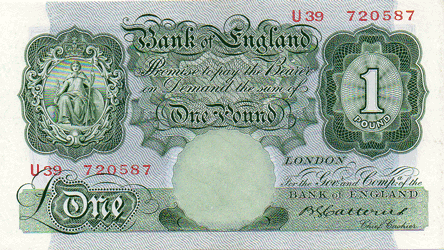 U39 720587
Bank of England
Promise to pay the Bearer
on Demand the sum of
One Pound
1
POUND
U39 720587
LONDON
For the Govr and Compa of the
BANK OF ENGLAND
£One
B G Catterns
Chief Cashier